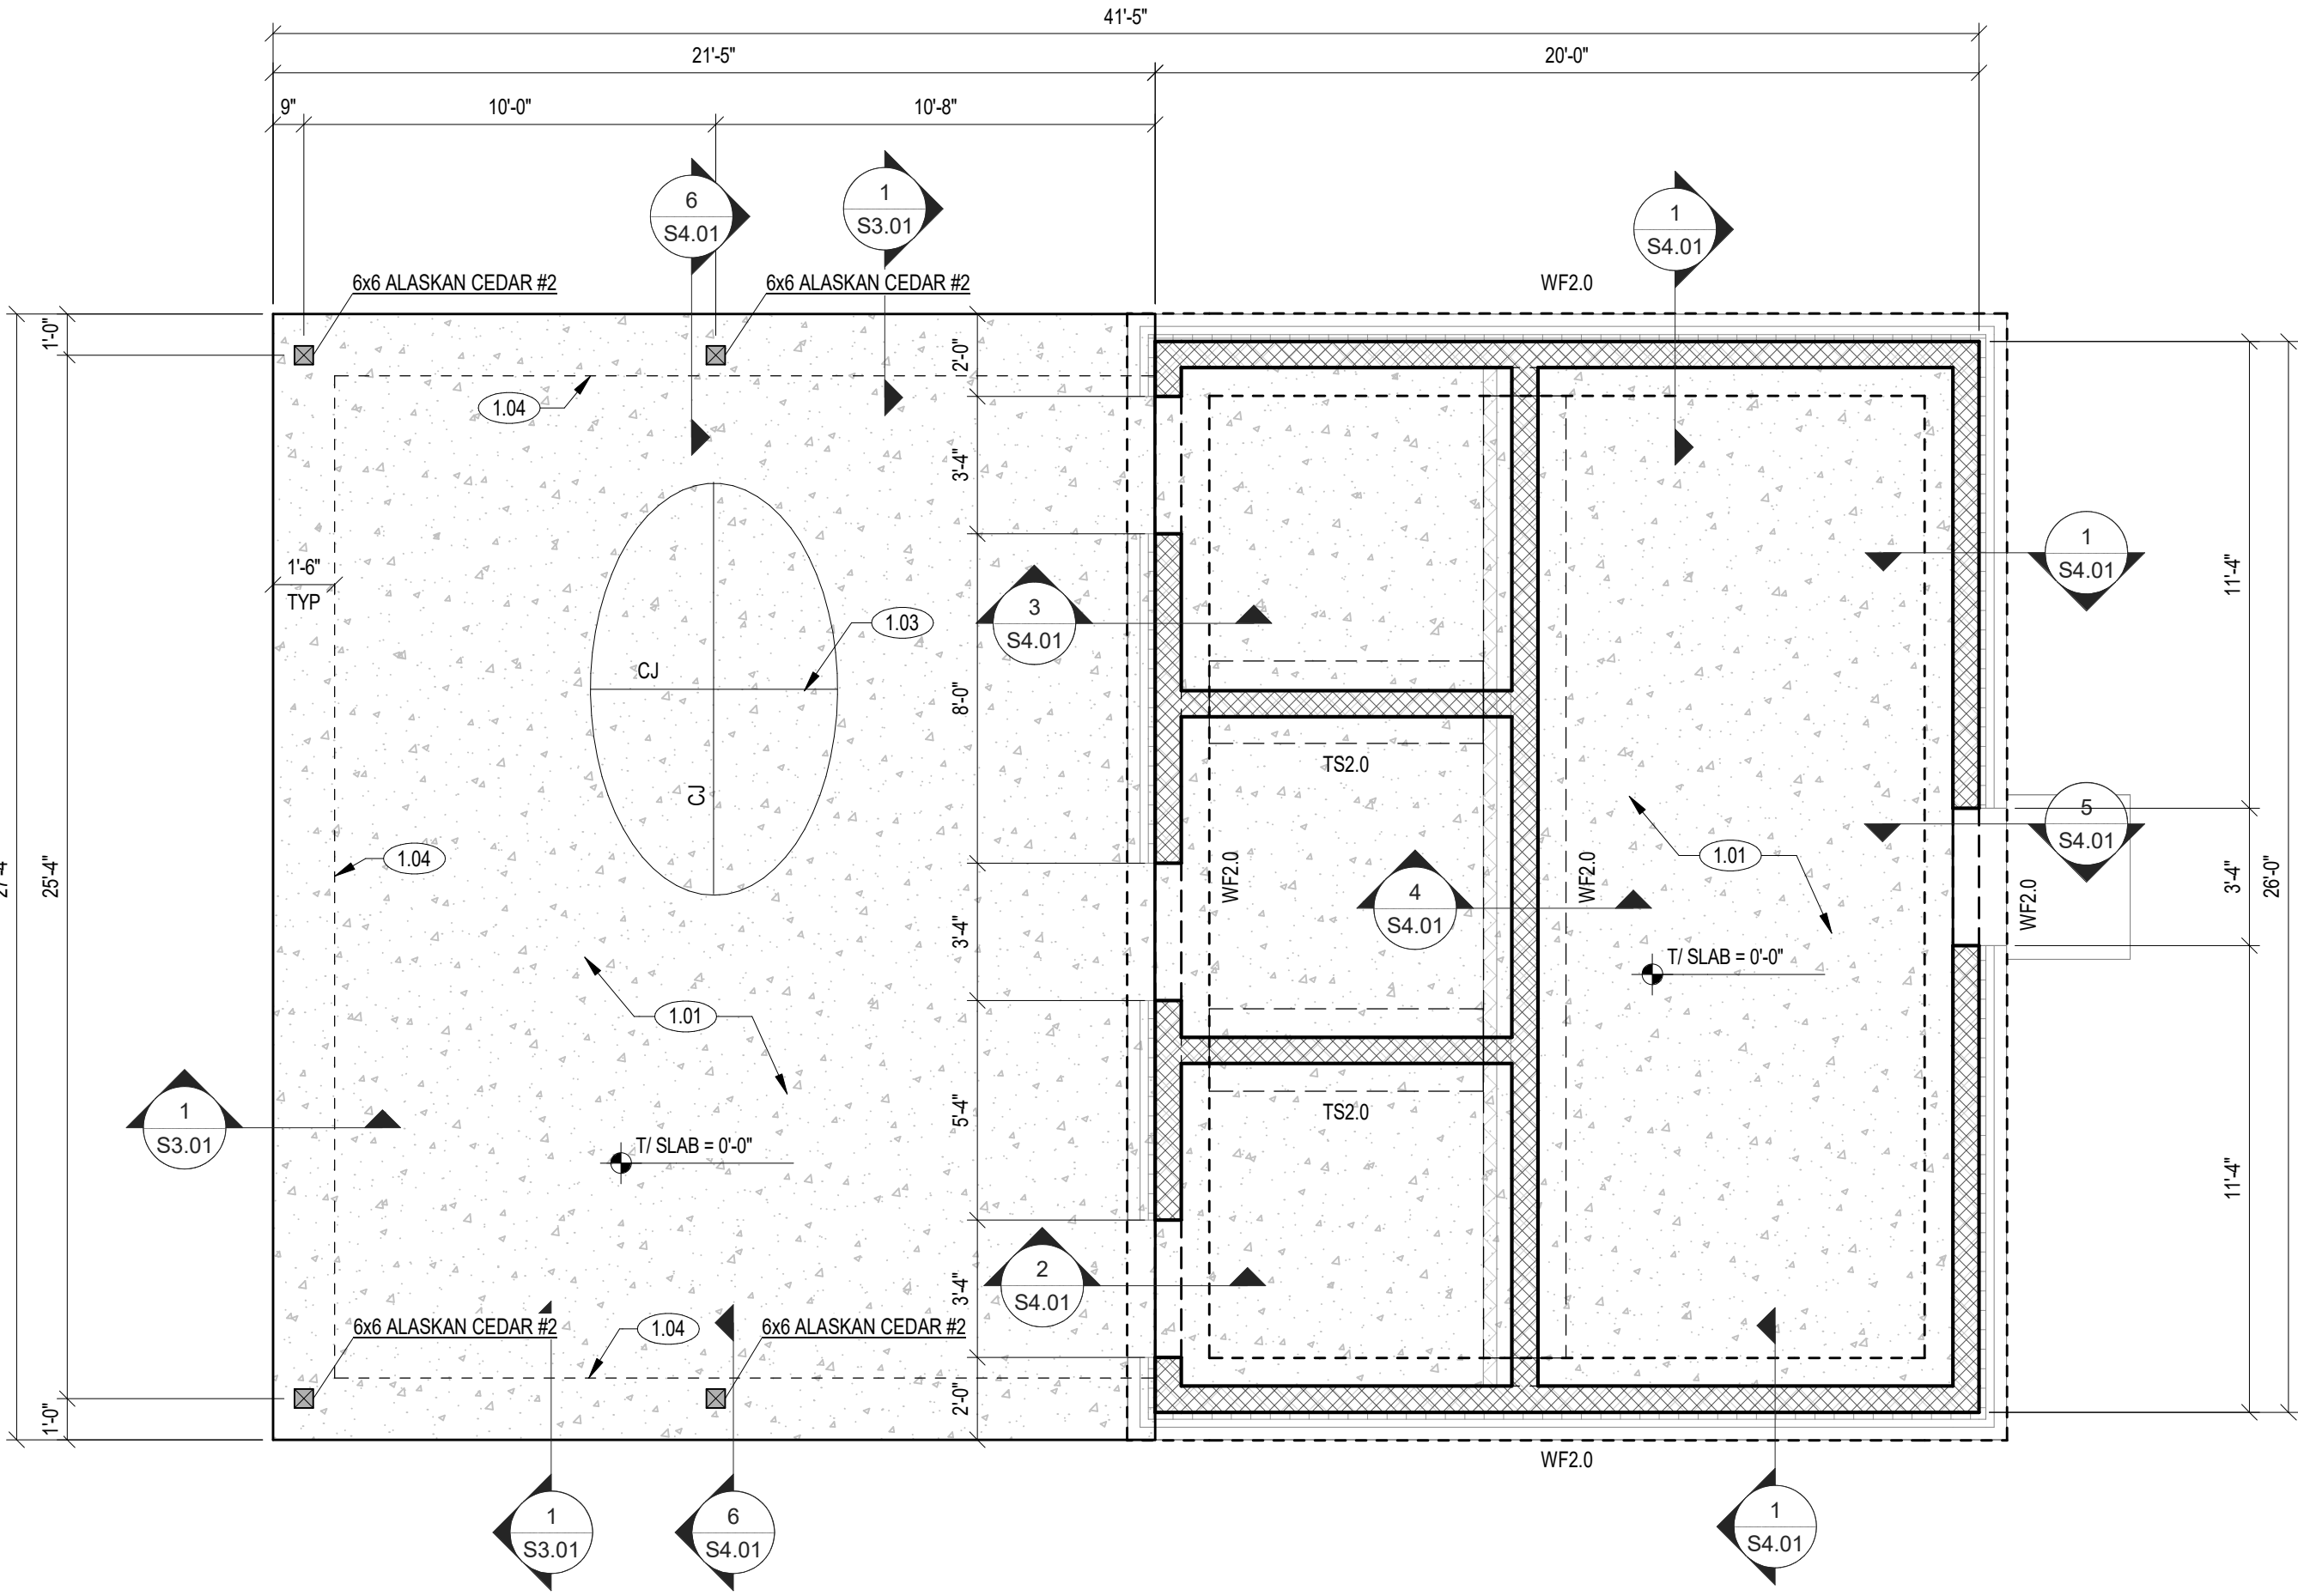 41'-5"
21'-5"
20'-0"
9"
10'-0"
10'-8"
6
S4.01
1
S3.01
1
S4.01
6x6 ALASKAN CEDAR #2
6x6 ALASKAN CEDAR #2
WF2.0
1'-0"
2'-0"
1.04
3'-4"
1
S4.01
1'-6"
TYP
3
S4.01
1.03
11'-4"
CJ
8'-0"
CJ
TS2.0
5
S4.01
1.04
25'-4"
WF2.0
4
S4.01
WF2.0
1.01
WF2.0
3'-4"
26'-0"
3'-4"
T/ SLAB = 0'-0"
1.01
1
S3.01
5'-4"
TS2.0
T/ SLAB = 0'-0"
11'-4"
2
S4.01
3'-4"
6x6 ALASKAN CEDAR #2
1.04
6x6 ALASKAN CEDAR #2
1'-0"
2'-0"
WF2.0
1
S3.01
6
S4.01
1
S4.01